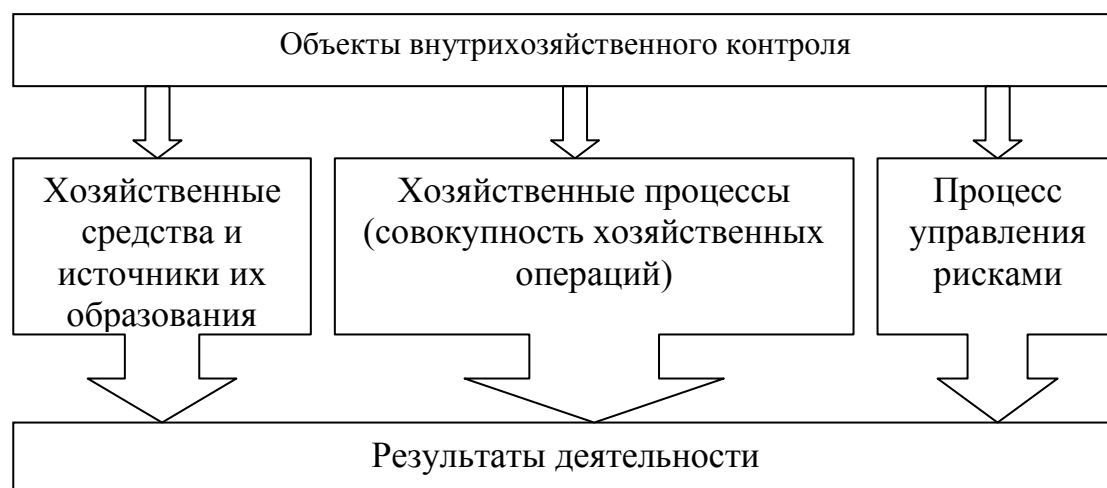 Объекты внутрихозяйственного контроля
Хозяйственные
средства и
источники их
образования
Хозяйственные процессы
(совокупность хозяйственных
операций)
Процесс
управления
рисками
Результаты деятельности